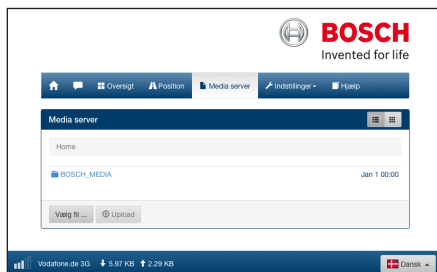 BOSCH
Invented for life
Oversigt Position Media server Indstillinger Hjælp
Media server
Home
BOSCH_MEDIA Jan 1 00:00
Vælg fil ... Upload
Vodafone.de 3G 5.97 KB 2.29 KB Dansk